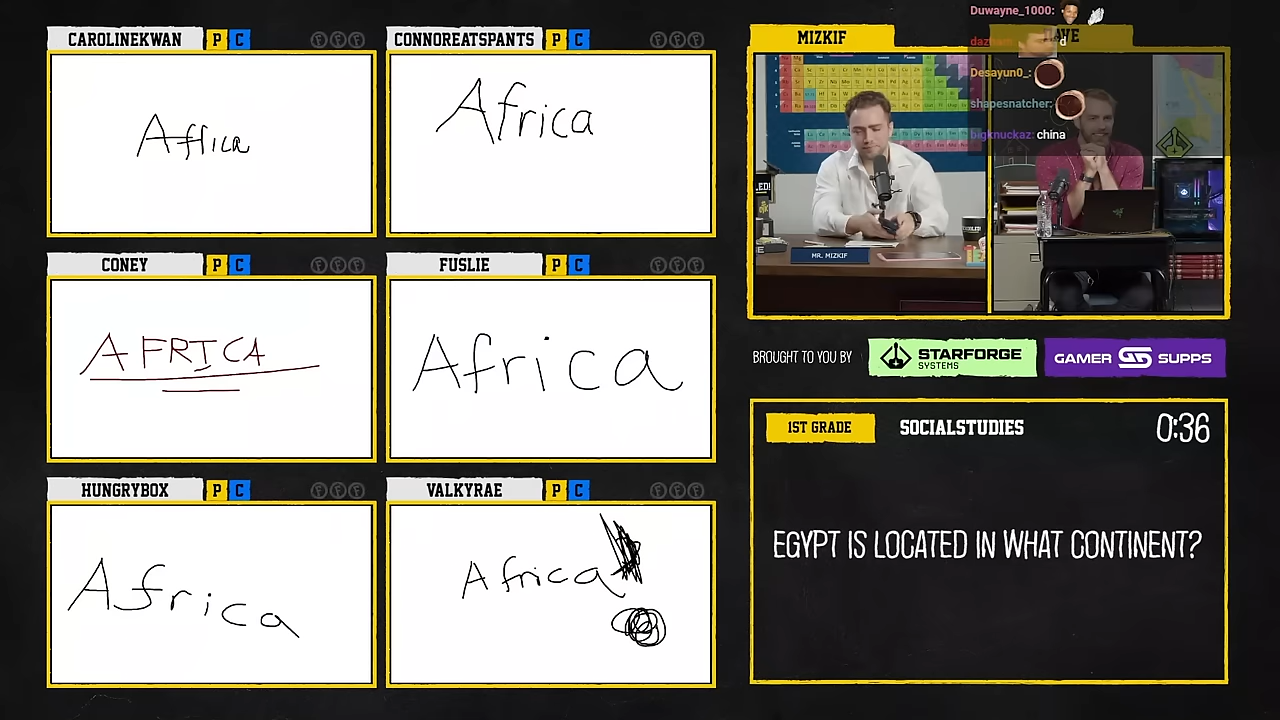 CAROLINEKWAN P C F F F
Africa
CONNOREATSPANTS P C F F F
Africa
CONEY P C F F F
AFRICA
FUSLIE P C F F F
Africa
HUNGRYBOX P C F F F
Africa
VALKYRAE P C F F F
Africa
MIZKIF
Duwayne_1000:
Desayun0_:
shapesnatcher:
bigknuckaz: china
MR. MIZKIF
BROUGHT TO YOU BY
STARFORGE
SYSTEMS
GAMER SUPPS
1ST GRADE
SOCIALSTUDIES
0:36
EGYPT IS LOCATED IN WHAT CONTINENT?